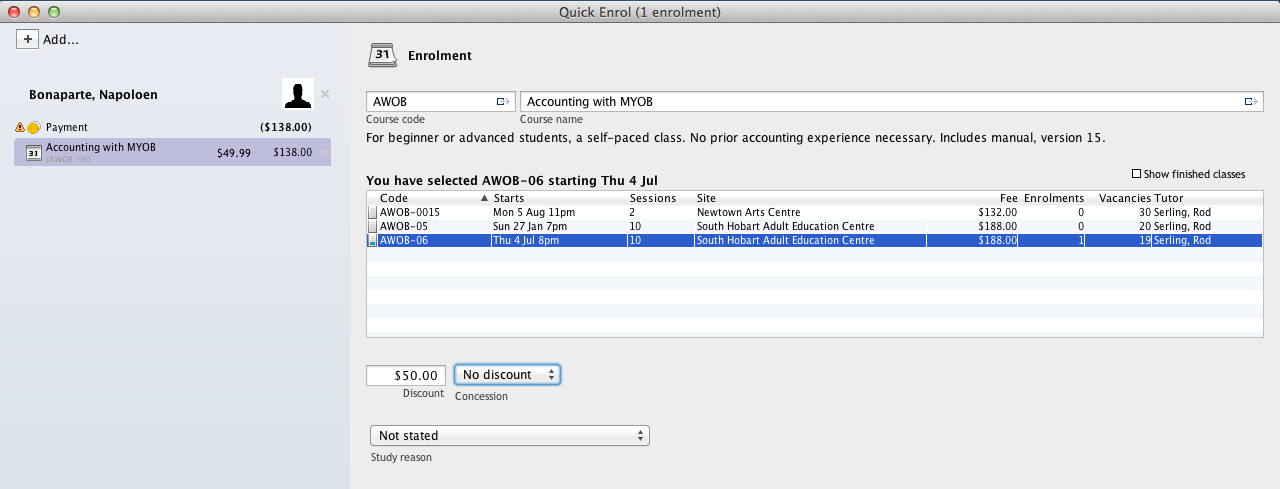 Quick Enrol (1 enrolment)
+ Add...
Bonaparte, Napoloen
Payment ($138.00)
31 Accounting with MYOB $49.99 $138.00
(AWOB-06)
31 Enrolment
AWOB Accounting with MYOB
Course code Course name
For beginner or advanced students, a self-paced class. No prior accounting experience necessary. Includes manual, version 15.
Show finished classes
You have selected AWOB-06 starting Thu 4 Jul
Code Starts Sessions Site Fee Enrolments Vacancies Tutor
AWOB-0015 Mon 5 Aug 11pm 2 Newtown Arts Centre $132.00 0 30 Serling, Rod
AWOB-05 Sun 27 Jan 7pm 10 South Hobart Adult Education Centre $188.00 0 20 Serling, Rod
AWOB-06 Thu 4 Jul 8pm 10 South Hobart Adult Education Centre $188.00 1 19 Serling, Rod
$50.00 No discount
Discount Concession
Not stated
Study reason